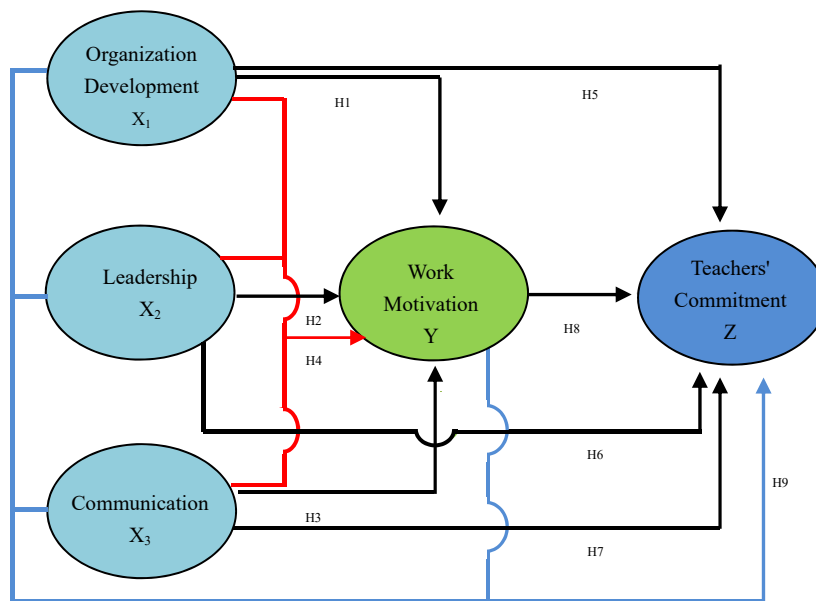 Organization
Development
X1
H1
H5
Leadership
X2
H2
H4
Work
Motivation
Y
H8
Teachers'
Commitment
Z
H6
H9
Communication
X3
H3
H7